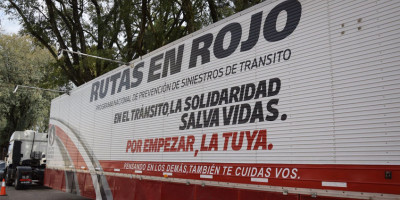 RUTAS EN ROJO
PROGRAMA NACIONAL DE PREVENCIÓN DE SINIESTROS DE TRANSITO
EN EL TRÁNSITO, LA SOLIDARIDAD
SALVA VIDAS.
POR EMPEZAR, LA TUYA.
PENSANDO EN LOS DEMÁS, TAMBIÉN TE CUIDAS VOS.